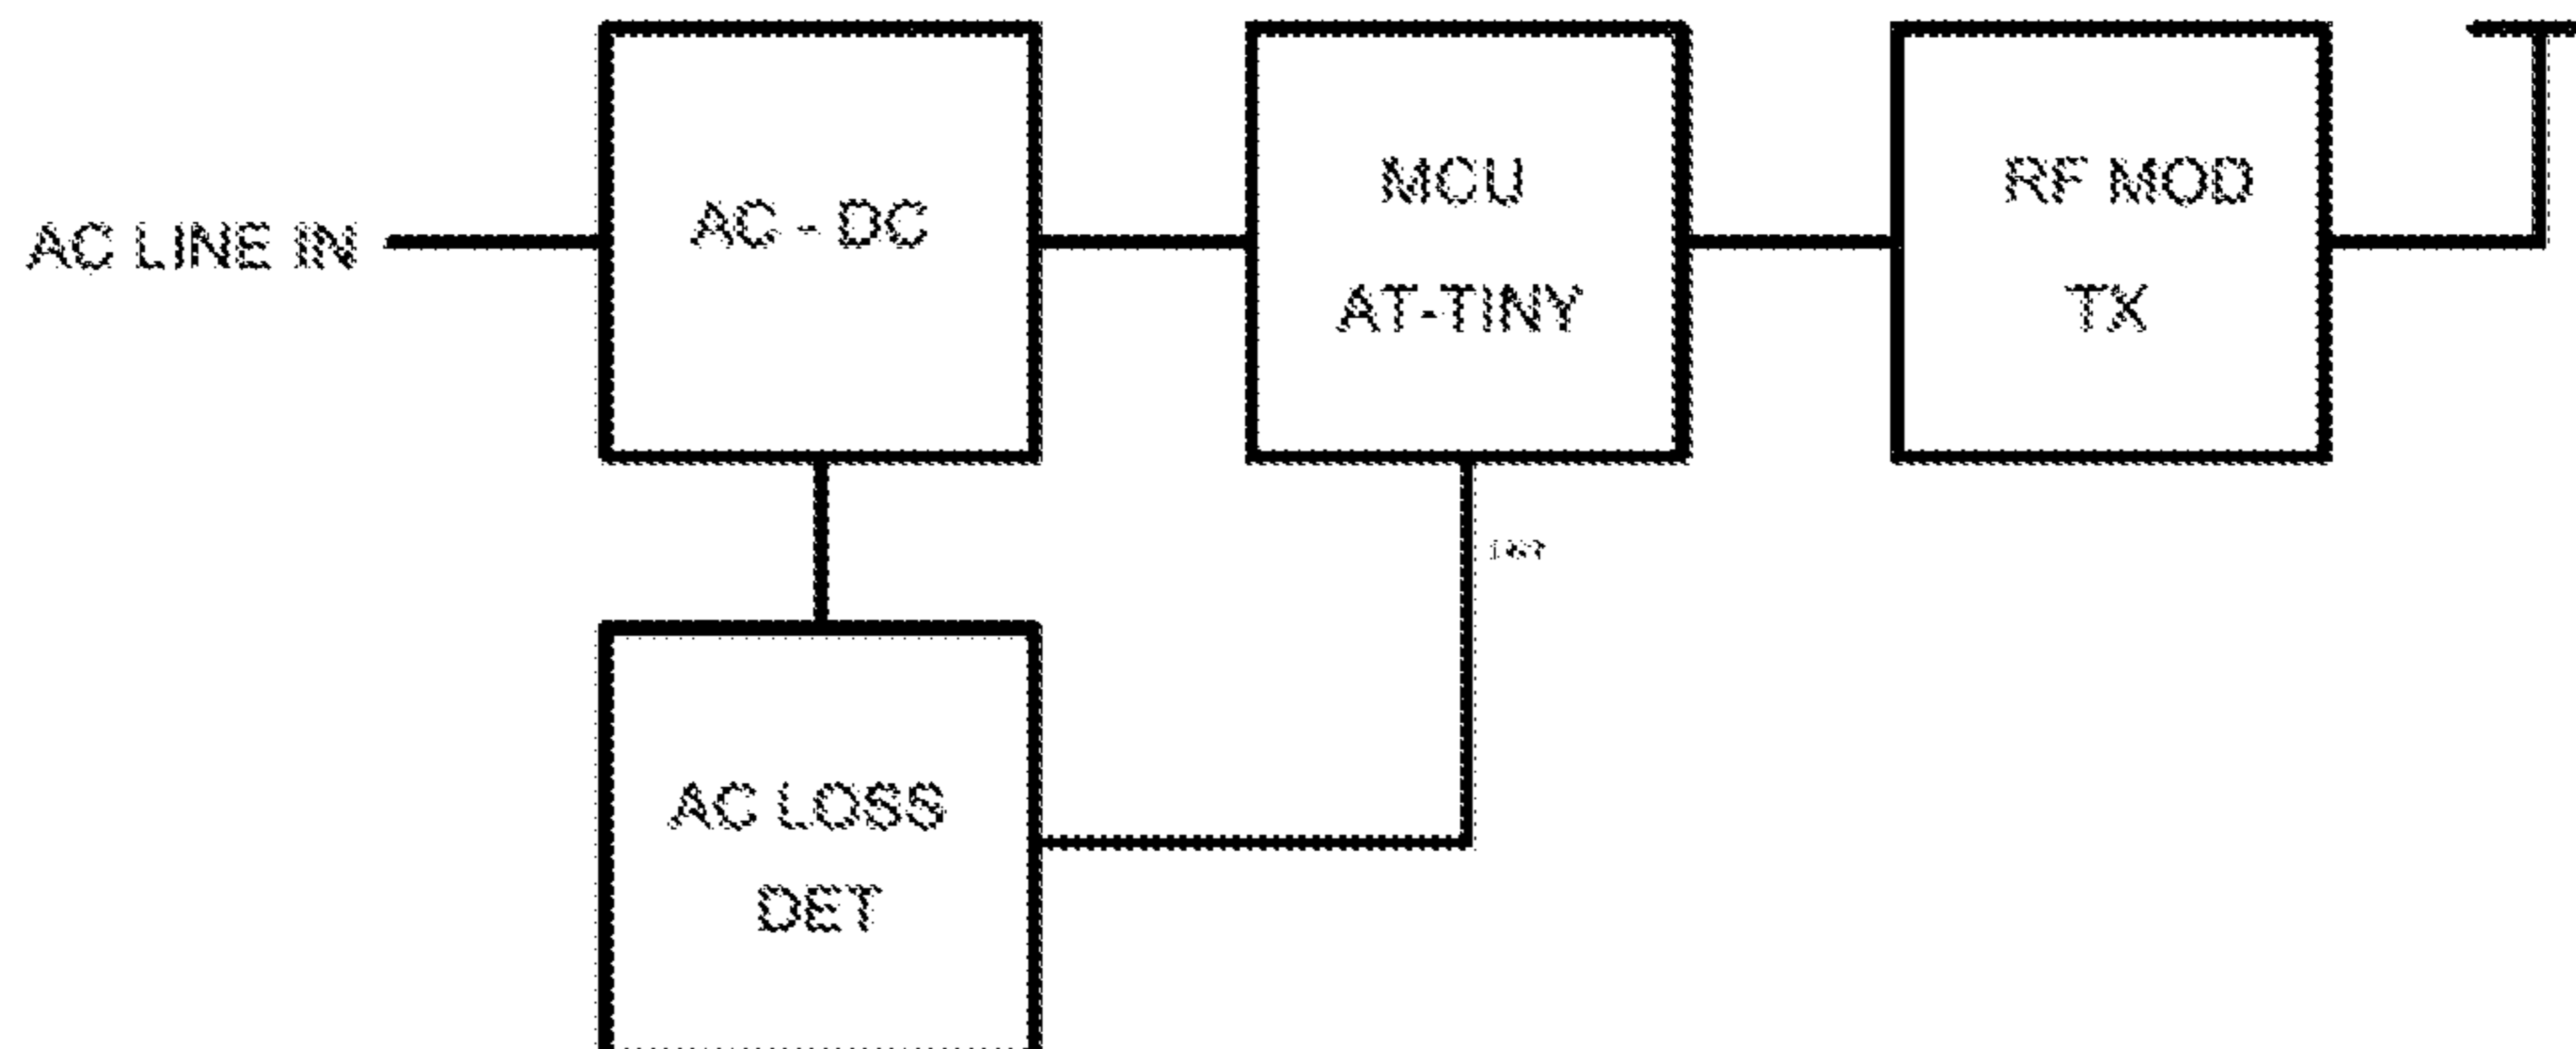 AC LINE IN
AC - DC
MCU
AT-TINY
RF MOD
TX
AC LOSS
DET